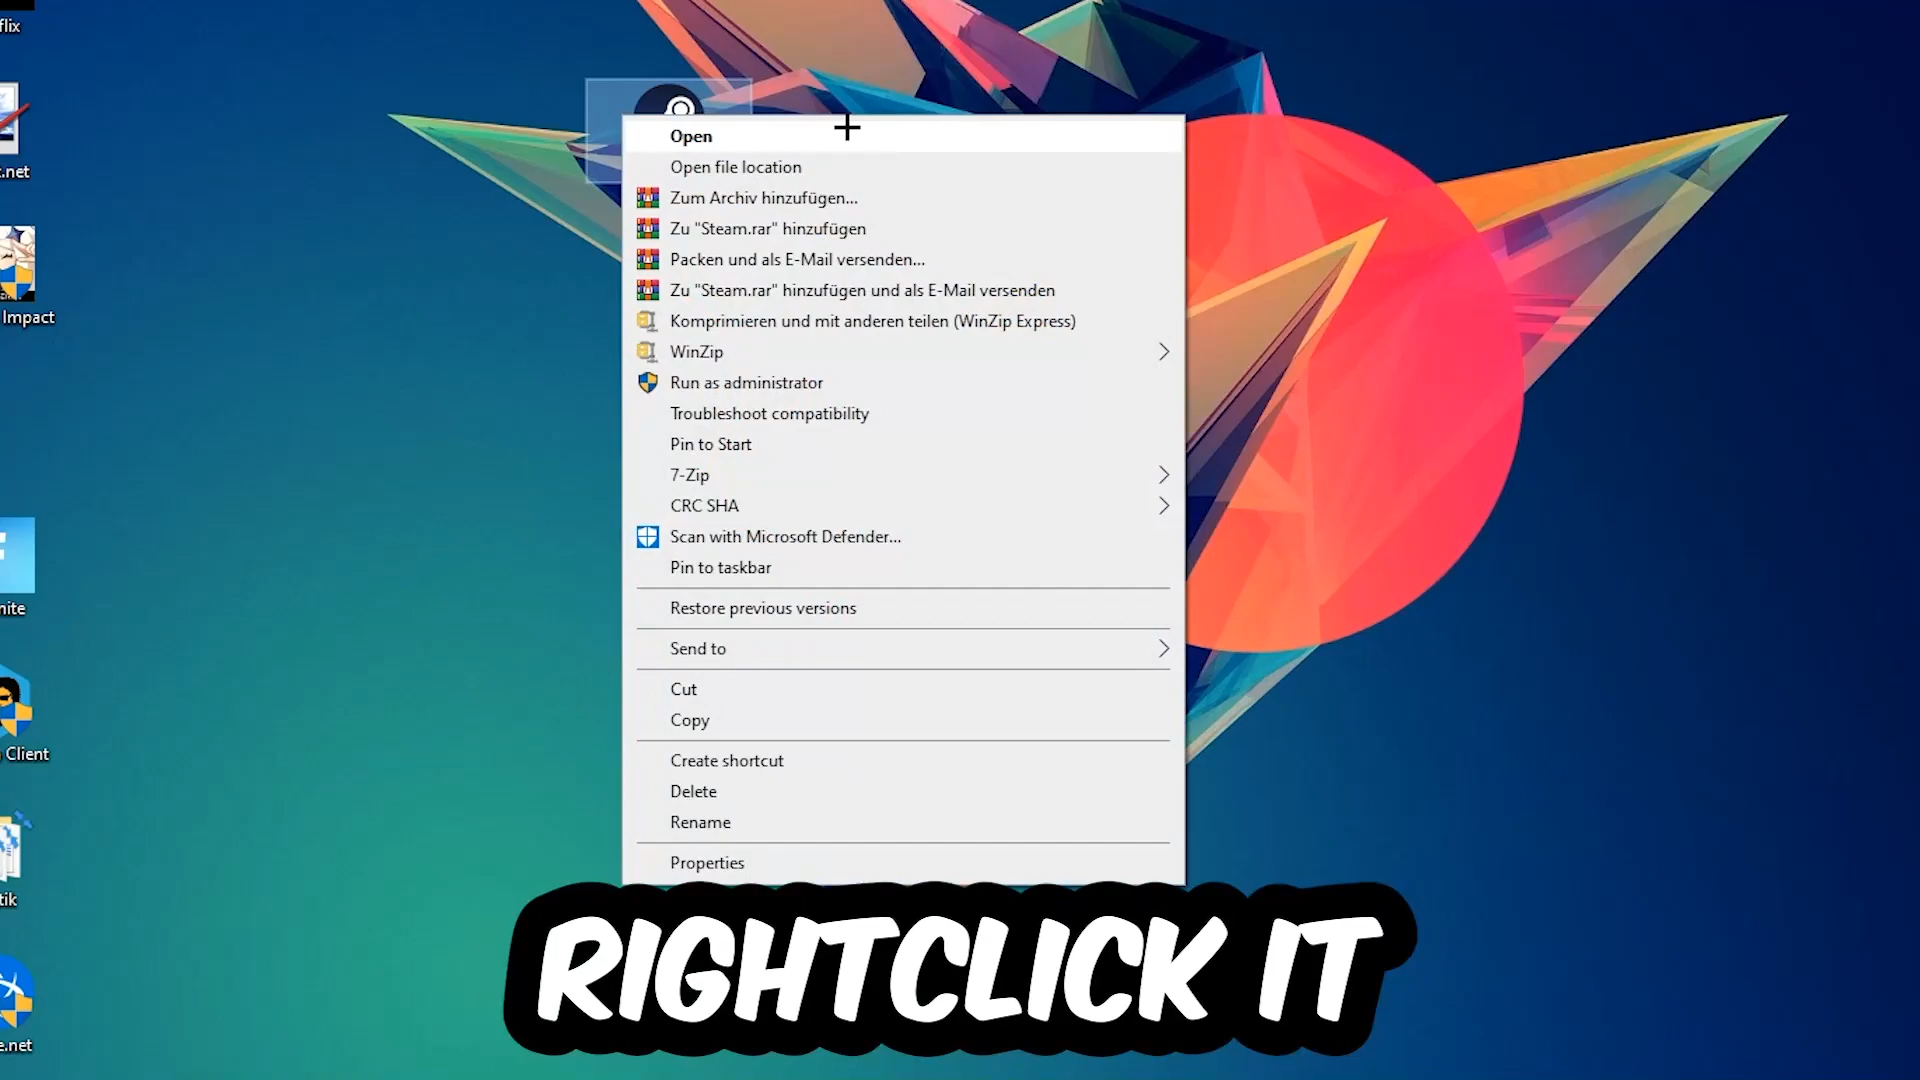 flix
.net
Impact
nite
Client
tik
e.net
Open
Open file location
Zum Archiv hinzufügen...
Zu "Steam.rar" hinzufügen
Packen und als E-Mail versenden...
Zu "Steam.rar" hinzufügen und als E-Mail versenden
Komprimieren und mit anderen teilen (WinZip Express)
WinZip
Run as administrator
Troubleshoot compatibility
Pin to Start
7-Zip
CRC SHA
Scan with Microsoft Defender...
Pin to taskbar
Restore previous versions
Send to
Cut
Copy
Create shortcut
Delete
Rename
Properties
RIGHTCLICK IT